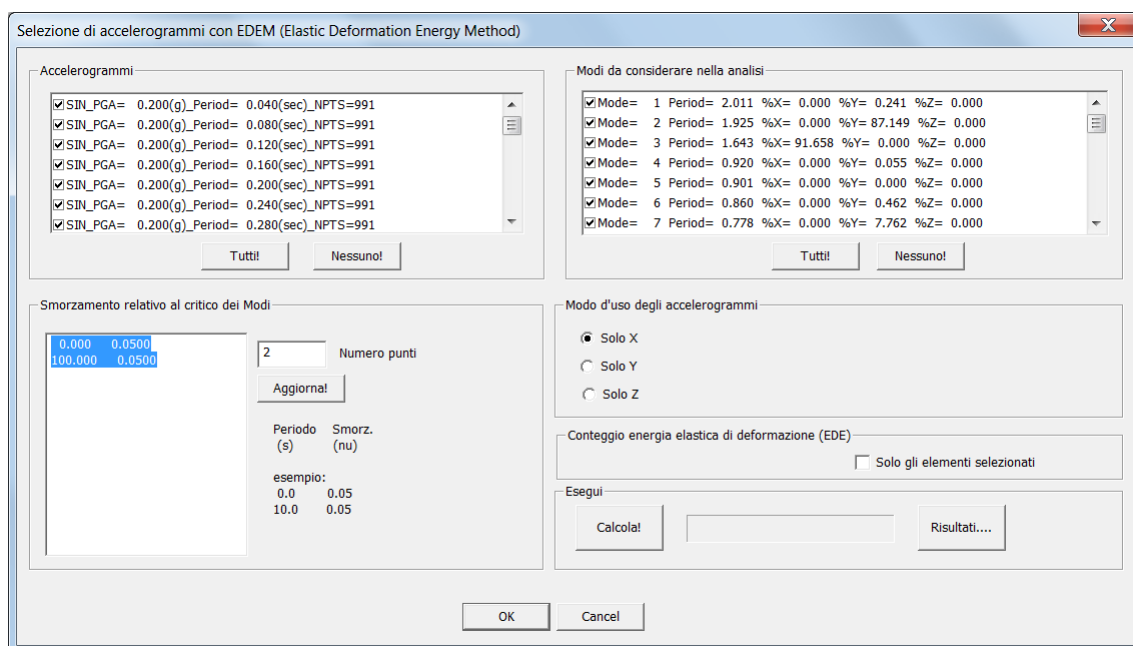 Selezione di accelerogrammi con EDEM (Elastic Deformation Energy Method)
Accelerogrammi
SIN_PGA= 0.200(g)_Period= 0.040(sec)_NPTS=991
SIN_PGA= 0.200(g)_Period= 0.080(sec)_NPTS=991
SIN_PGA= 0.200(g)_Period= 0.120(sec)_NPTS=991
SIN_PGA= 0.200(g)_Period= 0.160(sec)_NPTS=991
SIN_PGA= 0.200(g)_Period= 0.200(sec)_NPTS=991
SIN_PGA= 0.200(g)_Period= 0.240(sec)_NPTS=991
SIN_PGA= 0.200(g)_Period= 0.280(sec)_NPTS=991
Tutti! Nessuno!
Modi da considerare nella analisi
Mode= 1 Period= 2.011 %X= 0.000 %Y= 0.241 %Z= 0.000
Mode= 2 Period= 1.925 %X= 0.000 %Y= 87.149 %Z= 0.000
Mode= 3 Period= 1.643 %X= 91.658 %Y= 0.000 %Z= 0.000
Mode= 4 Period= 0.920 %X= 0.000 %Y= 0.055 %Z= 0.000
Mode= 5 Period= 0.901 %X= 0.000 %Y= 0.000 %Z= 0.000
Mode= 6 Period= 0.860 %X= 0.000 %Y= 0.462 %Z= 0.000
Mode= 7 Period= 0.778 %X= 0.000 %Y= 7.762 %Z= 0.000
Tutti! Nessuno!
Smorzamento relativo al critico dei Modi
0.000 0.0500
100.000 0.0500
2 Numero punti
Aggiorna!
Periodo Smorz.
(s) (nu)
esempio:
0.0 0.05
10.0 0.05
Modo d'uso degli accelerogrammi
Solo X
Solo Y
Solo Z
Conteggio energia elastica di deformazione (EDE)
Solo gli elementi selezionati
Esegui
Calcola! Risultati....
OK Cancel